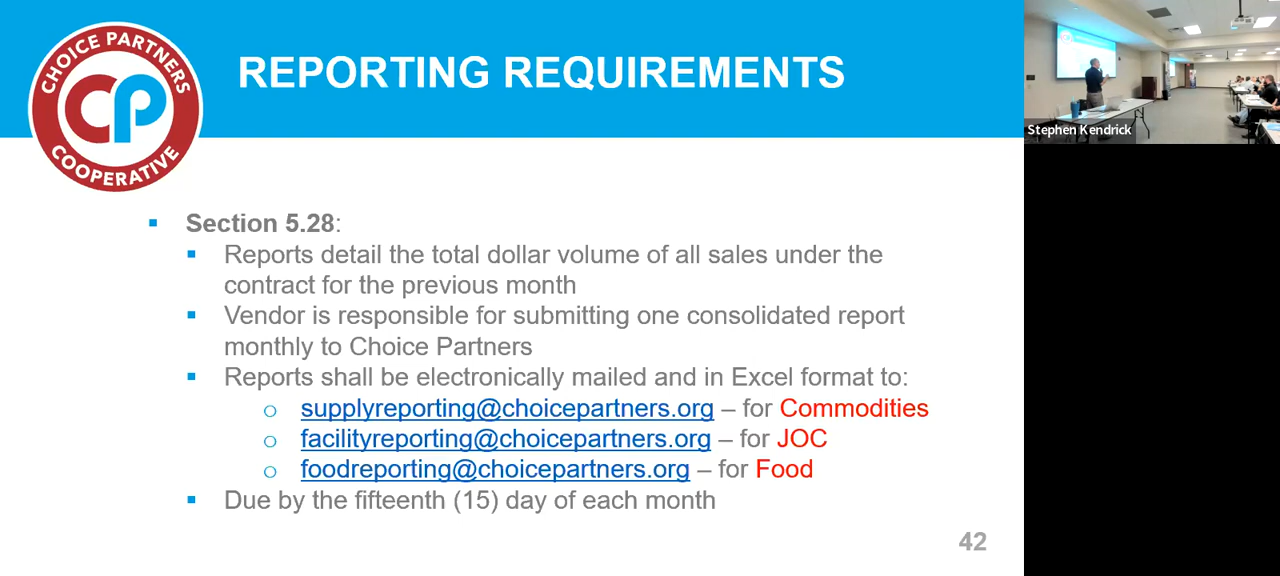 CHOICE PARTNERS
CP
COOPERATIVE
REPORTING REQUIREMENTS
Stephen Kendrick
Section 5.28:
Reports detail the total dollar volume of all sales under the
contract for the previous month
Vendor is responsible for submitting one consolidated report
monthly to Choice Partners
Reports shall be electronically mailed and in Excel format to:
supplyreporting@choicepartners.org – for Commodities
facilityreporting@choicepartners.org – for JOC
foodreporting@choicepartners.org – for Food
Due by the fifteenth (15) day of each month
42